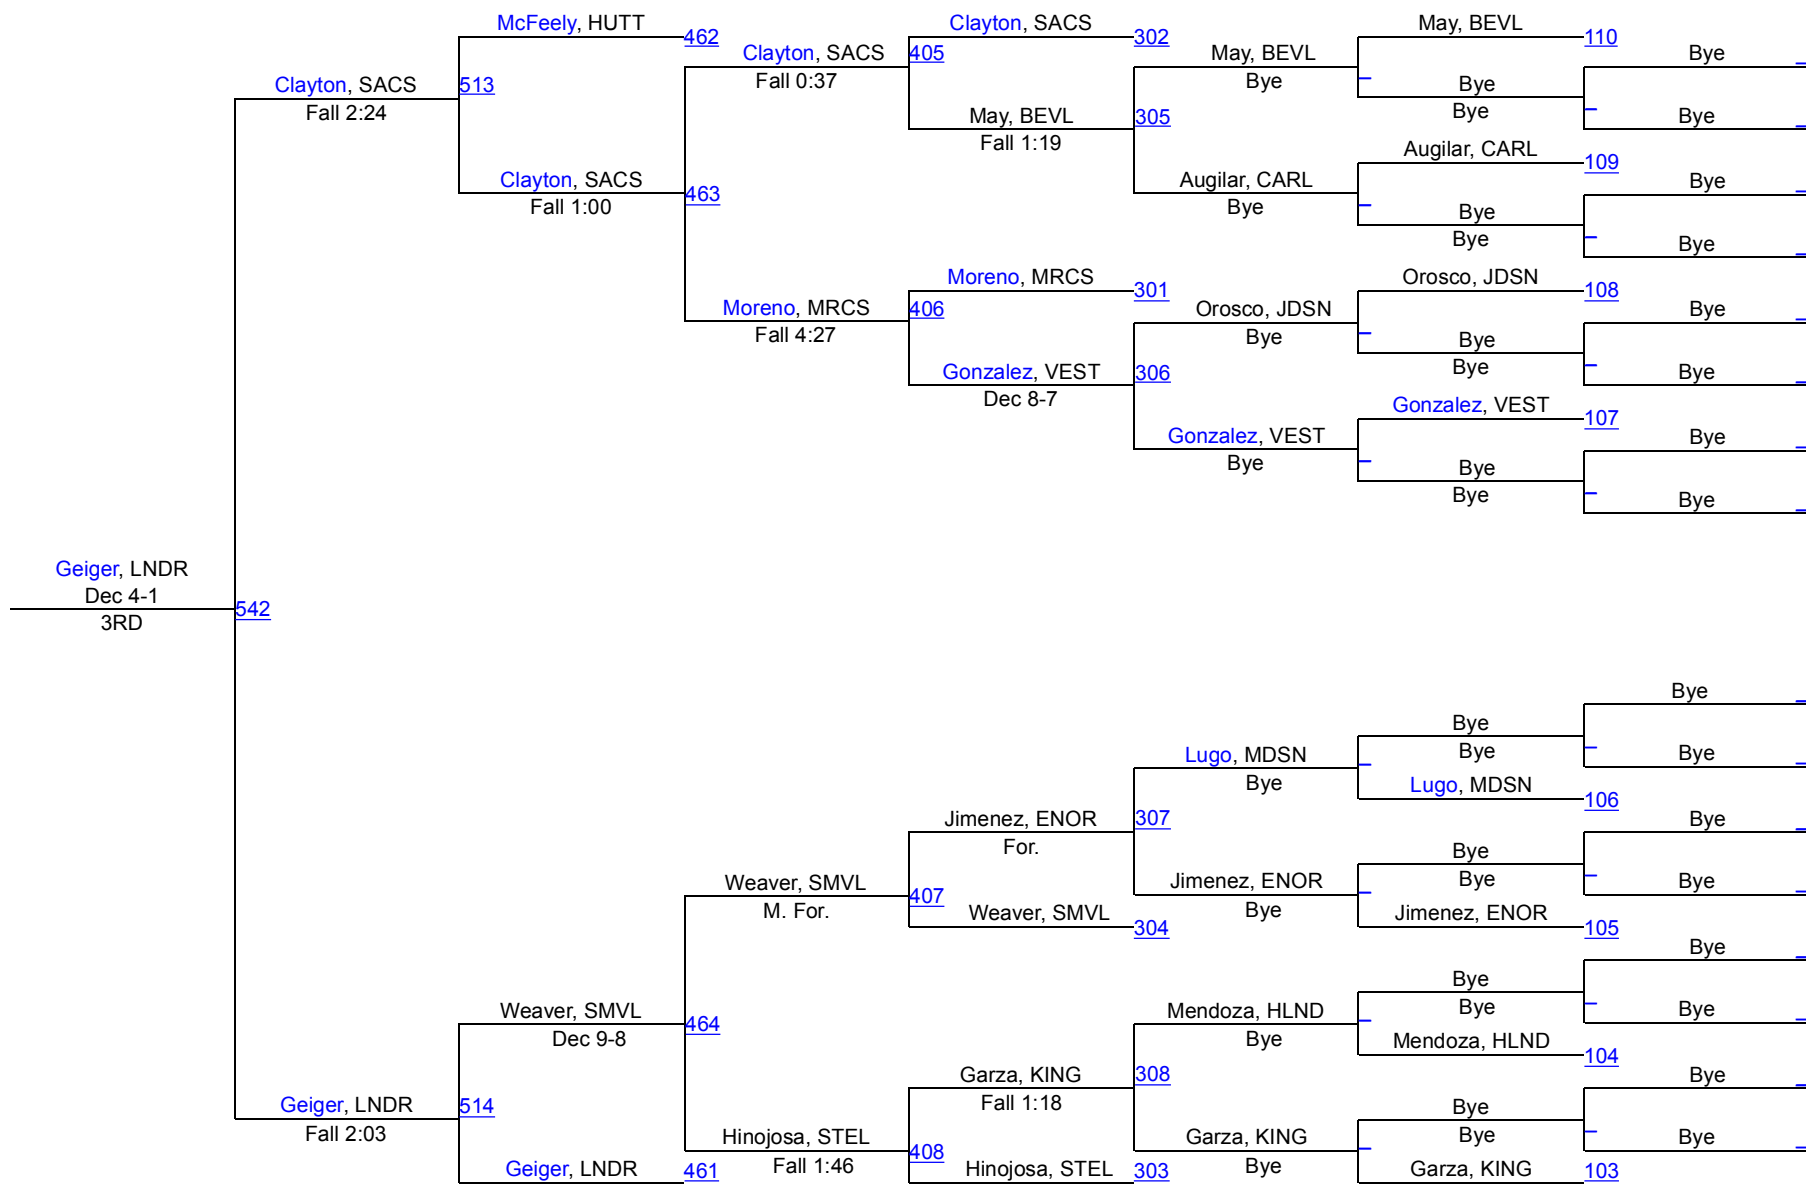 McFeely, HUTT
462
Clayton, SACS
302
May, BEVL
110
Clayton, SACS
Fall 2:24
513
Clayton, SACS
Fall 0:37
405
May, BEVL
Bye
Bye
Bye
Bye
Bye
May, BEVL
Fall 1:19
305
Augilar, CARL
109
Clayton, SACS
Fall 1:00
463
Augilar, CARL
Bye
Bye
Bye
Bye
Bye
Moreno, MRCS
301
Orosco, JDSN
108
Moreno, MRCS
Fall 4:27
406
Orosco, JDSN
Bye
Bye
Bye
Bye
Bye
Gonzalez, VEST
Dec 8-7
306
Gonzalez, VEST
107
Gonzalez, VEST
Bye
Bye
Bye
Bye
Bye
Geiger, LNDR
Dec 4-1
3RD
542
Bye
Bye
Bye
Bye
Lugo, MDSN
Bye
Lugo, MDSN
106
Jimenez, ENOR
For.
307
Bye
Bye
Bye
Bye
Weaver, SMVL
M. For.
407
Jimenez, ENOR
Bye
Weaver, SMVL
304
Jimenez, ENOR
105
Bye
Bye
Bye
Bye
Weaver, SMVL
Dec 9-8
464
Mendoza, HLND
Bye
Mendoza, HLND
104
Garza, KING
Fall 1:18
308
Bye
Bye
Bye
Bye
Geiger, LNDR
Fall 2:03
514
Hinojosa, STEL
Fall 1:46
408
Garza, KING
Bye
Geiger, LNDR
461
Hinojosa, STEL
303
Garza, KING
103